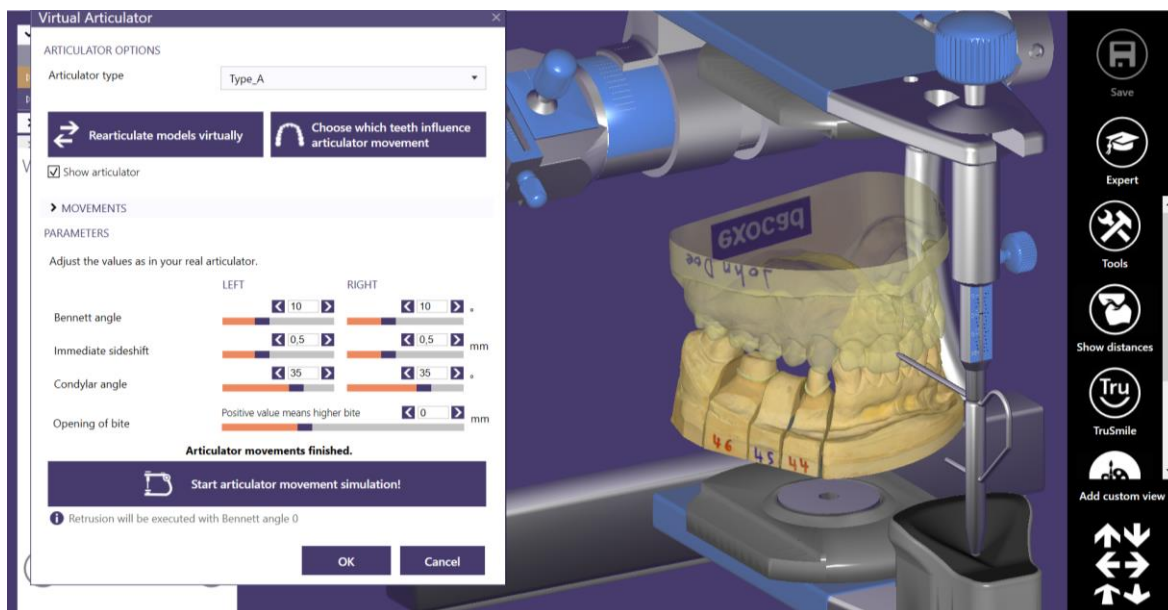 Virtual Articulator
ARTICULATOR OPTIONS
Articulator type
Type_A
Rearticulate models virtually
Choose which teeth influence
articulator movement
Show articulator
MOVEMENTS
PARAMETERS
Adjust the values as in your real articulator.
LEFT RIGHT
Bennett angle 10 10 °
Immediate sideshift 0,5 0,5 mm
Condylar angle 35 35 °
Opening of bite Positive value means higher bite 0 mm
Articulator movements finished.
Start articulator movement simulation!
Retrusion will be executed with Bennett angle 0
OK Cancel
exocad
John Doe
46 45 44
Save
Expert
Tools
Show distances
Tru
TruSmile
Add custom view